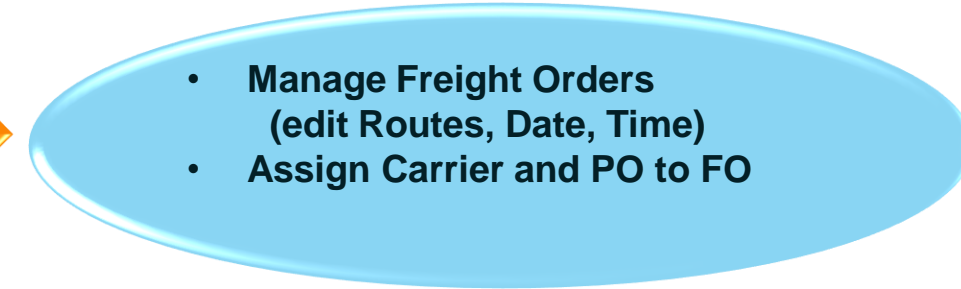 • Manage Freight Orders
(edit Routes, Date, Time)
• Assign Carrier and PO to FO